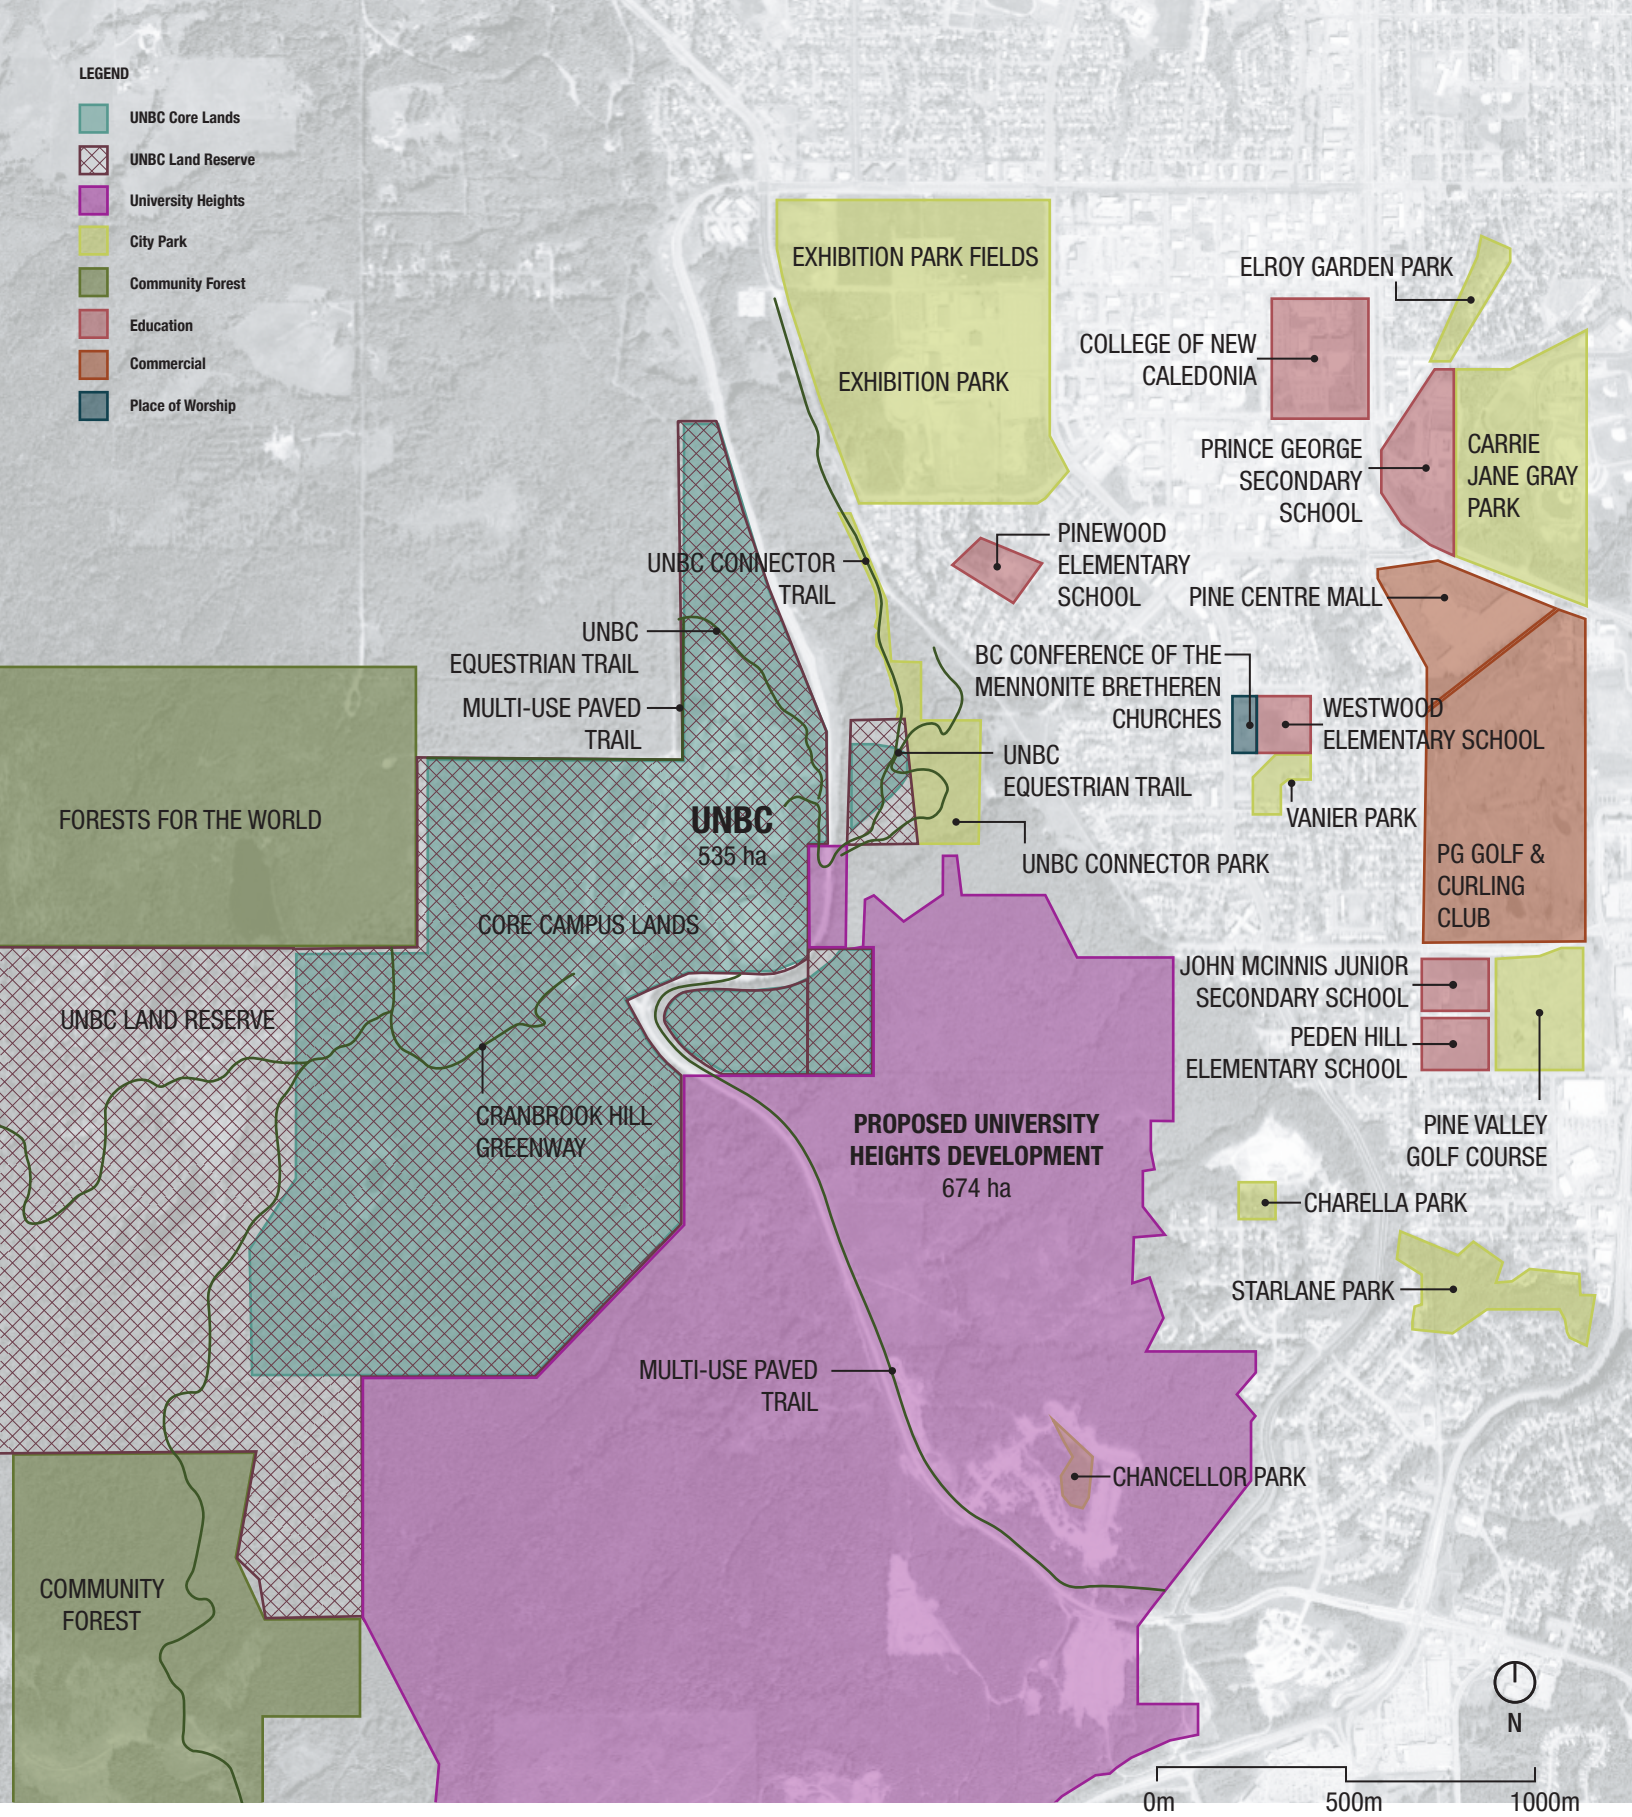 LEGEND
UNBC Core Lands
UNBC Land Reserve
University Heights
City Park
Community Forest
Education
Commercial
Place of Worship
EXHIBITION PARK FIELDS
EXHIBITION PARK
ELROY GARDEN PARK
COLLEGE OF NEW
CALEDONIA
PRINCE GEORGE
SECONDARY
SCHOOL
CARRIE
JANE GRAY
PARK
UNBC CONNECTOR
TRAIL
PINEWOOD
ELEMENTARY
SCHOOL
PINE CENTRE MALL
UNBC
EQUESTRIAN TRAIL
MULTI-USE PAVED
TRAIL
BC CONFERENCE OF THE
MENNONITE BRETHEREN
CHURCHES
WESTWOOD
ELEMENTARY SCHOOL
UNBC
EQUESTRIAN TRAIL
VANIER PARK
FORESTS FOR THE WORLD
UNBC
535 ha
UNBC CONNECTOR PARK
PG GOLF &
CURLING
CLUB
CORE CAMPUS LANDS
UNBC LAND RESERVE
JOHN MCINNIS JUNIOR
SECONDARY SCHOOL
PEDEN HILL
ELEMENTARY SCHOOL
CRANBROOK HILL
GREENWAY
PROPOSED UNIVERSITY
HEIGHTS DEVELOPMENT
674 ha
PINE VALLEY
GOLF COURSE
CHARELLA PARK
STARLANE PARK
MULTI-USE PAVED
TRAIL
CHANCELLOR PARK
COMMUNITY
FOREST
N
0m
500m
1000m